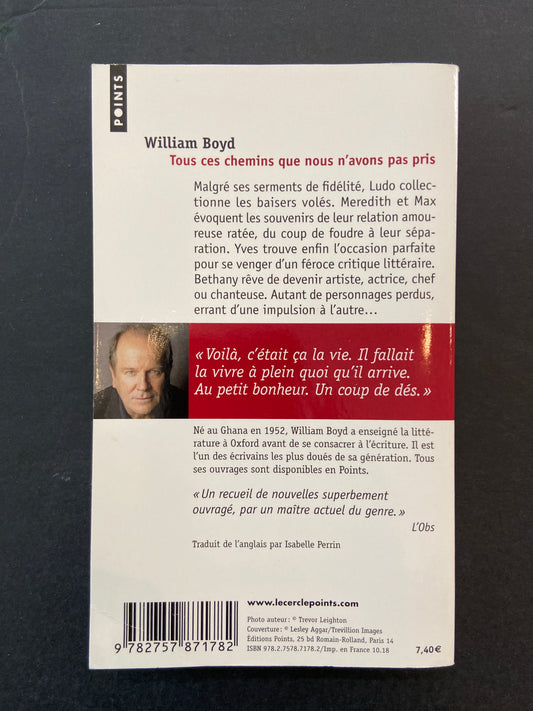 POINTS
William Boyd
Tous ces chemins que nous n'avons pas pris
Malgré ses serments de fidélité, Ludo collec-
tionne les baisers volés. Meredith et Max
évoquent les souvenirs de leur relation amou-
reuse ratée, du coup de foudre à leur sépa-
ration. Yves trouve enfin l'occasion parfaite
pour se venger d'un féroce critique littéraire.
Bethany rêve de devenir artiste, actrice, chef
ou chanteuse. Autant de personnages perdus,
errant d'une impulsion à l'autre…
« Voilà, c'était ça la vie. Il fallait
la vivre à plein quoi qu'il arrive.
Au petit bonheur. Un coup de dés. »
Né au Ghana en 1952, William Boyd a enseigné la litté-
rature à Oxford avant de se consacrer à l'écriture. Il est
l'un des écrivains les plus doués de sa génération. Tous
ses ouvrages sont disponibles en Points.
« Un recueil de nouvelles superbement
ouvragé, par un maître actuel du genre. »
L'Obs
Traduit de l'anglais par Isabelle Perrin
www.lecerclepoints.com
Photo auteur : © Trevor Leighton
Couverture : © Lesley Aggar/Trevillion Images
Éditions Points, 25 bd Romain-Rolland, Paris 14
ISBN 978.2.7578.7178.2/Imp. en France 10.18
7,40 €
9 782757 871782